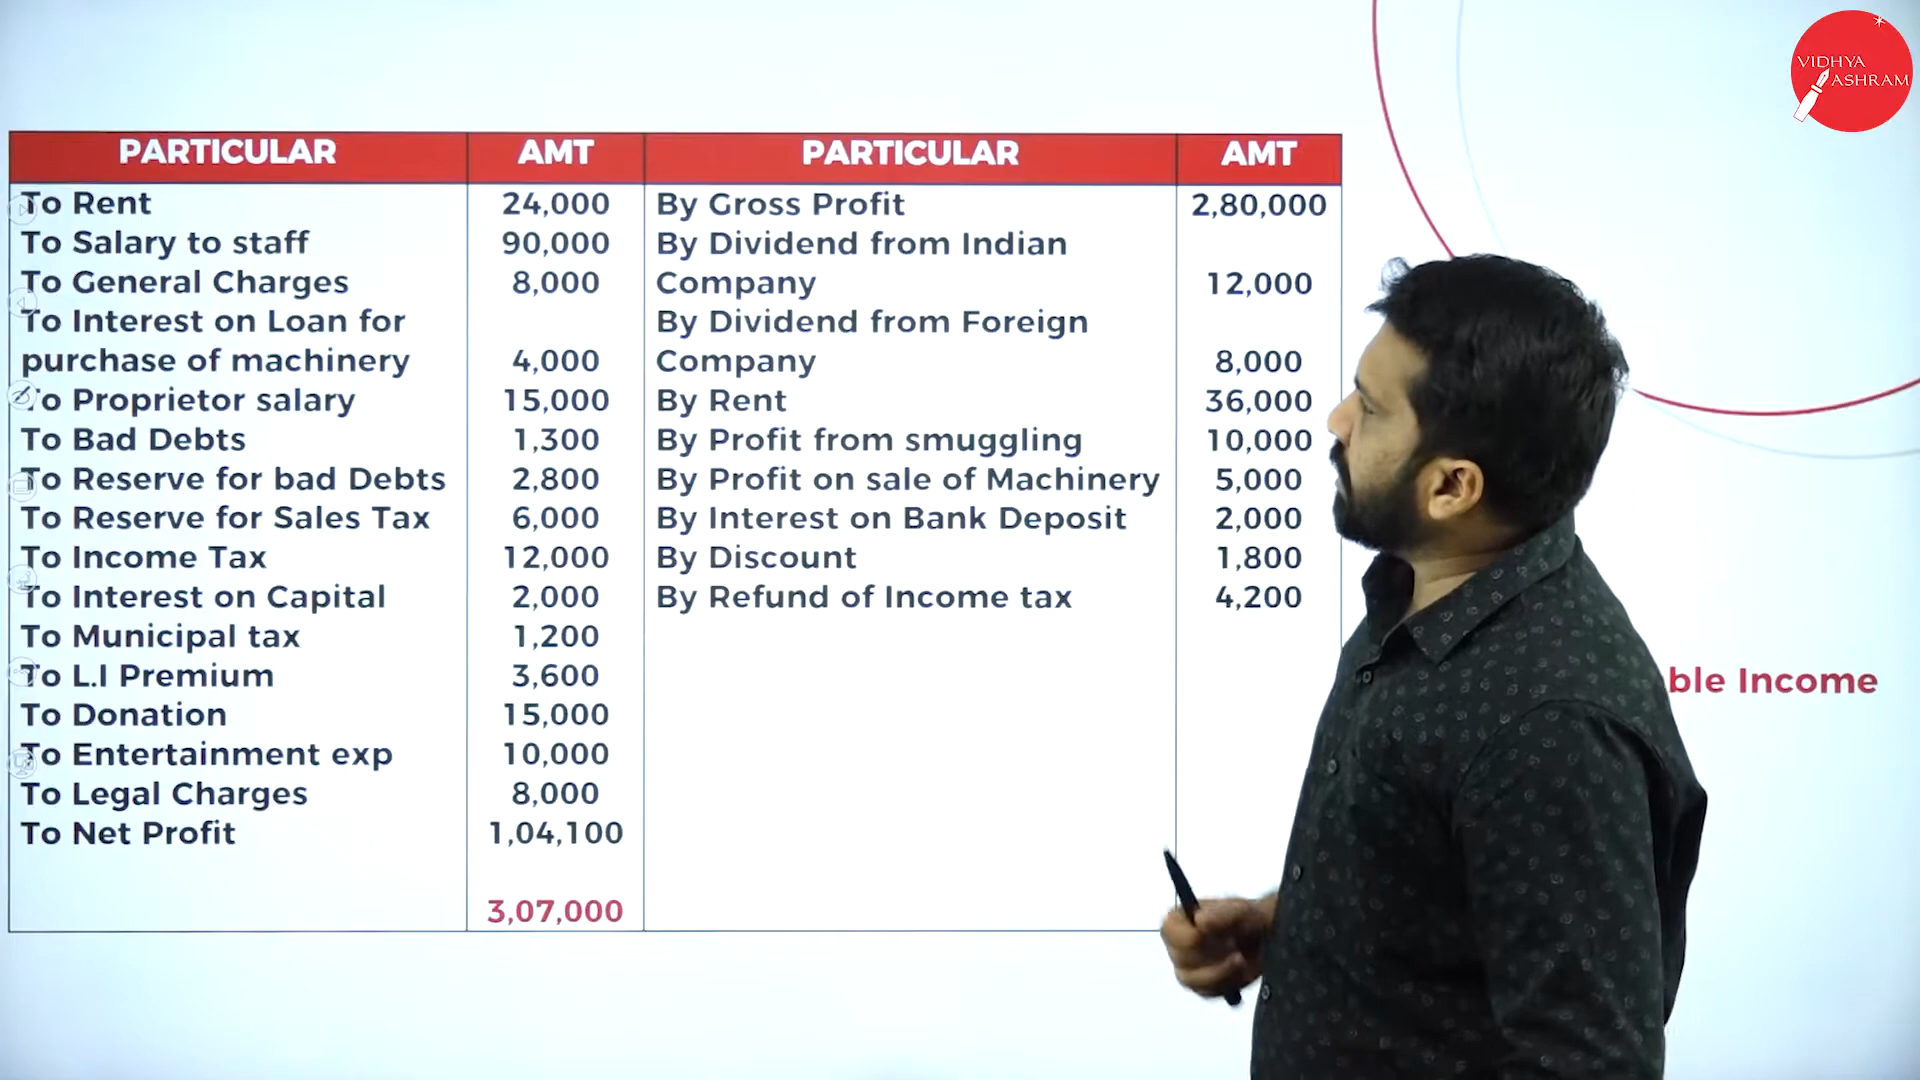 VIDHYA
ASHRAM
PARTICULAR AMT PARTICULAR AMT
To Rent 24,000 By Gross Profit 2,80,000
To Salary to staff 90,000 By Dividend from Indian
To General Charges 8,000 Company 12,000
To Interest on Loan for By Dividend from Foreign
purchase of machinery 4,000 Company 8,000
To Proprietor salary 15,000 By Rent 36,000
To Bad Debts 1,300 By Profit from smuggling 10,000
To Reserve for bad Debts 2,800 By Profit on sale of Machinery 5,000
To Reserve for Sales Tax 6,000 By Interest on Bank Deposit 2,000
To Income Tax 12,000 By Discount 1,800
To Interest on Capital 2,000 By Refund of Income tax 4,200
To Municipal tax 1,200
To L.I Premium 3,600
ble Income
To Donation 15,000
To Entertainment exp 10,000
To Legal Charges 8,000
To Net Profit 1,04,100
3,07,000